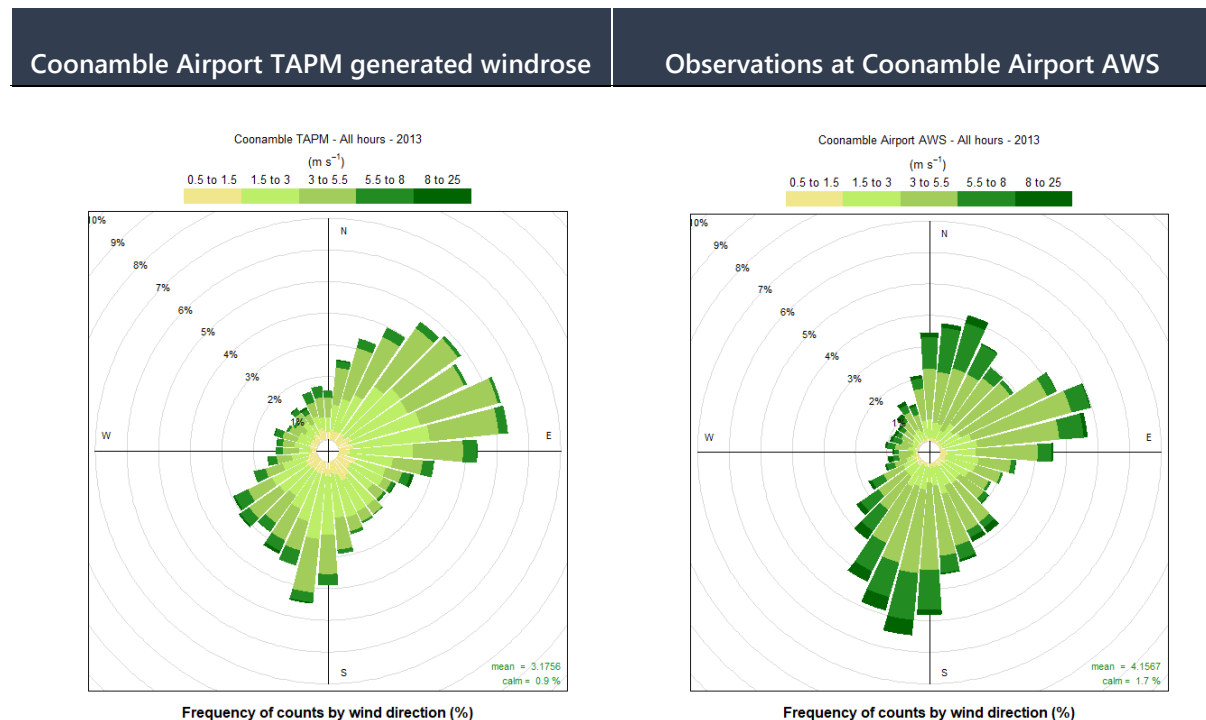 Coonamble Airport TAPM generated windrose
Observations at Coonamble Airport AWS
Coonamble TAPM - All hours - 2013
(m s⁻¹)
0.5 to 1.5 1.5 to 3 3 to 5.5 5.5 to 8 8 to 25
10%
9%
8%
7%
6%
5%
4%
3%
2%
1%
N
W
E
S
mean = 3.1756
calm = 0.9 %
Frequency of counts by wind direction (%)
Coonamble Airport AWS - All hours - 2013
(m s⁻¹)
0.5 to 1.5 1.5 to 3 3 to 5.5 5.5 to 8 8 to 25
10%
9%
8%
7%
6%
5%
4%
3%
2%
1%
N
W
E
S
mean = 4.1567
calm = 1.7 %
Frequency of counts by wind direction (%)